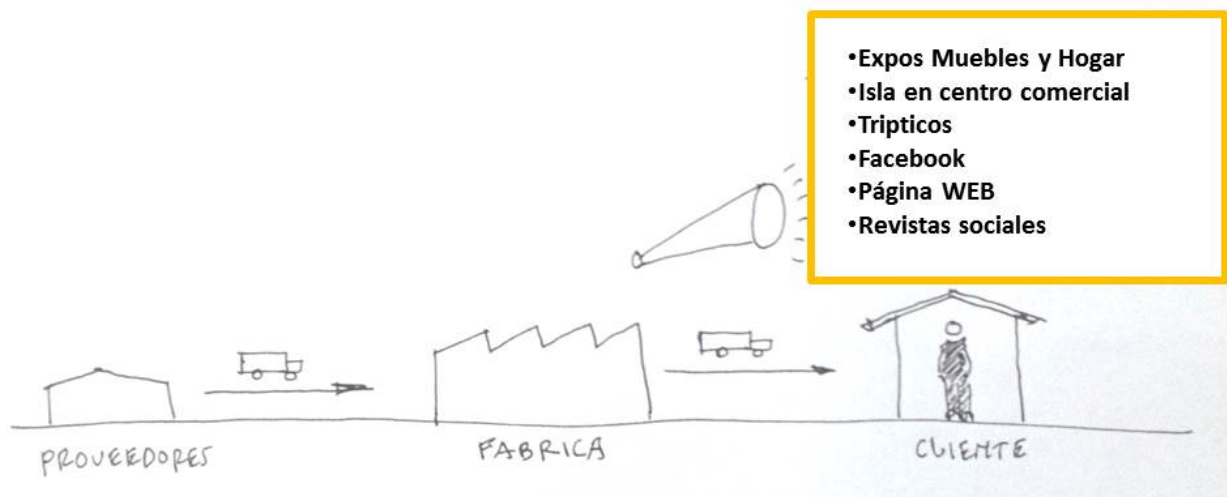 •Expos Muebles y Hogar
•Isla en centro comercial
•Tripticos
•Facebook
•Página WEB
•Revistas sociales
PROVEEDORES
FABRICA
CLIENTE